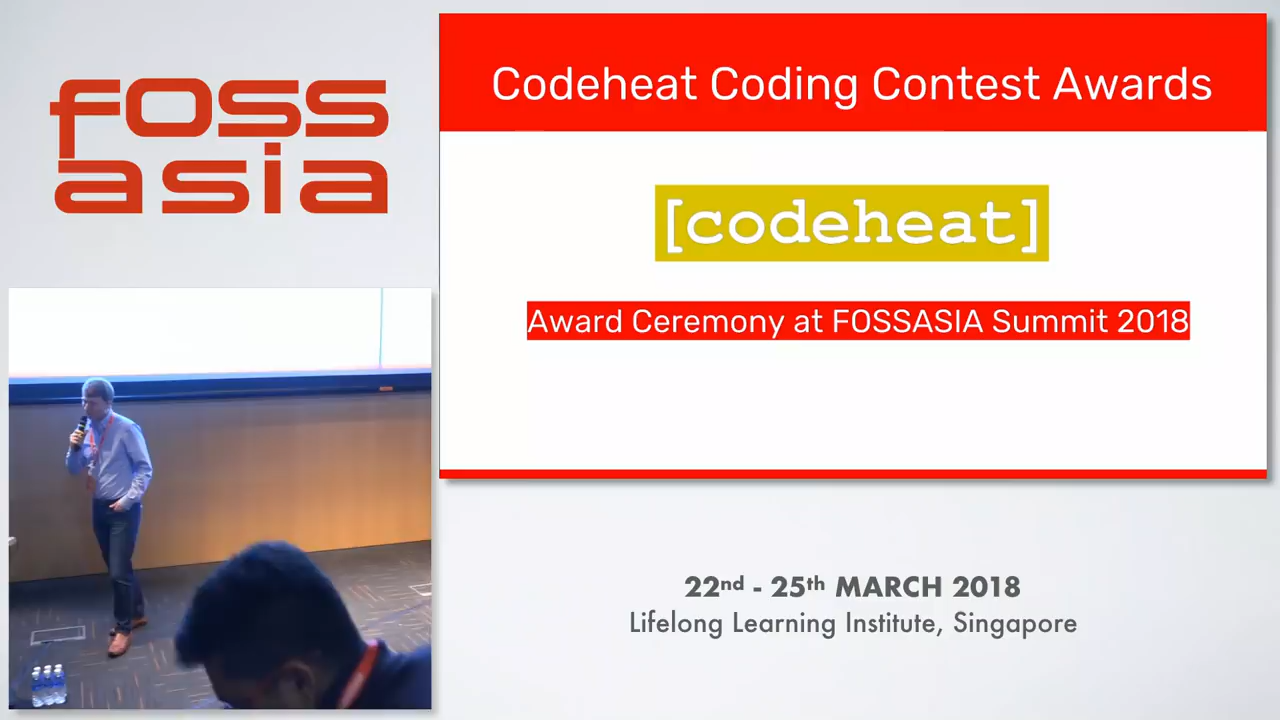 foss
asia
Codeheat Coding Contest Awards
[codeheat]
Award Ceremony at FOSSASIA Summit 2018
22nd - 25th MARCH 2018
Lifelong Learning Institute, Singapore